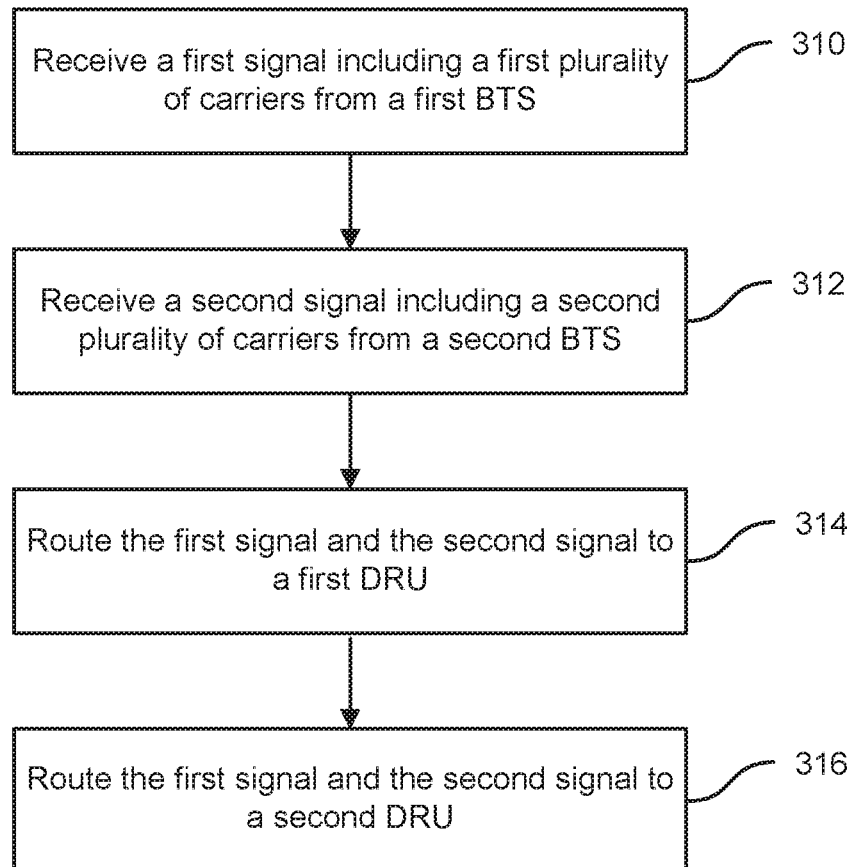 Receive a first signal including a first plurality
of carriers from a first BTS
310
Receive a second signal including a second
plurality of carriers from a second BTS
312
Route the first signal and the second signal to
a first DRU
314
Route the first signal and the second signal to
a second DRU
316